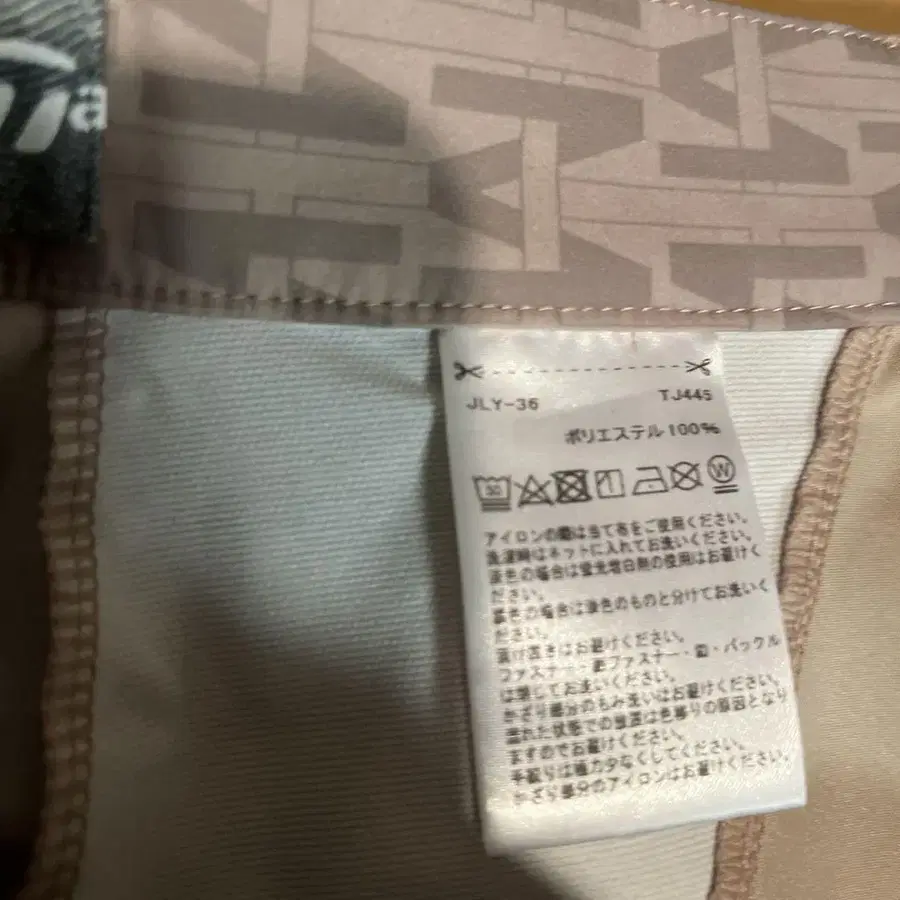 Ta
JLY-36 TJ445
ポリエステル100%
30 W
アイロンの際は当て布をご使用ください。
洗濯時はネットに入れてお洗いください。
淡色の場合は蛍光増白剤の使用はお避けく
ださい。
濃色の場合は淡色のものと分けてお洗いく
ださい。
漬け置きはお避けください。
ファスナー・面ファスナー・釦・バックル
は閉じてお洗いください。
かざり部分のもみ洗いはお避けください。
濡れた状態での放置は色移りの原因となり
ますのでお避けください。
手絞りは極力少なくしてください。
かざり部分のアイロンはお避けください。